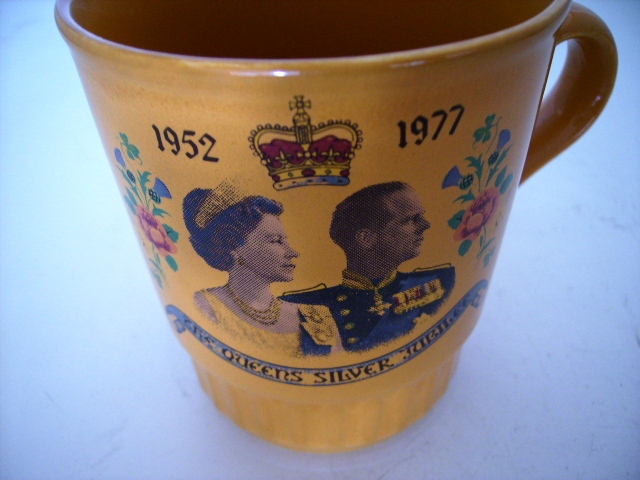 1952 1977
THE QUEENS SILVER JUBILEE